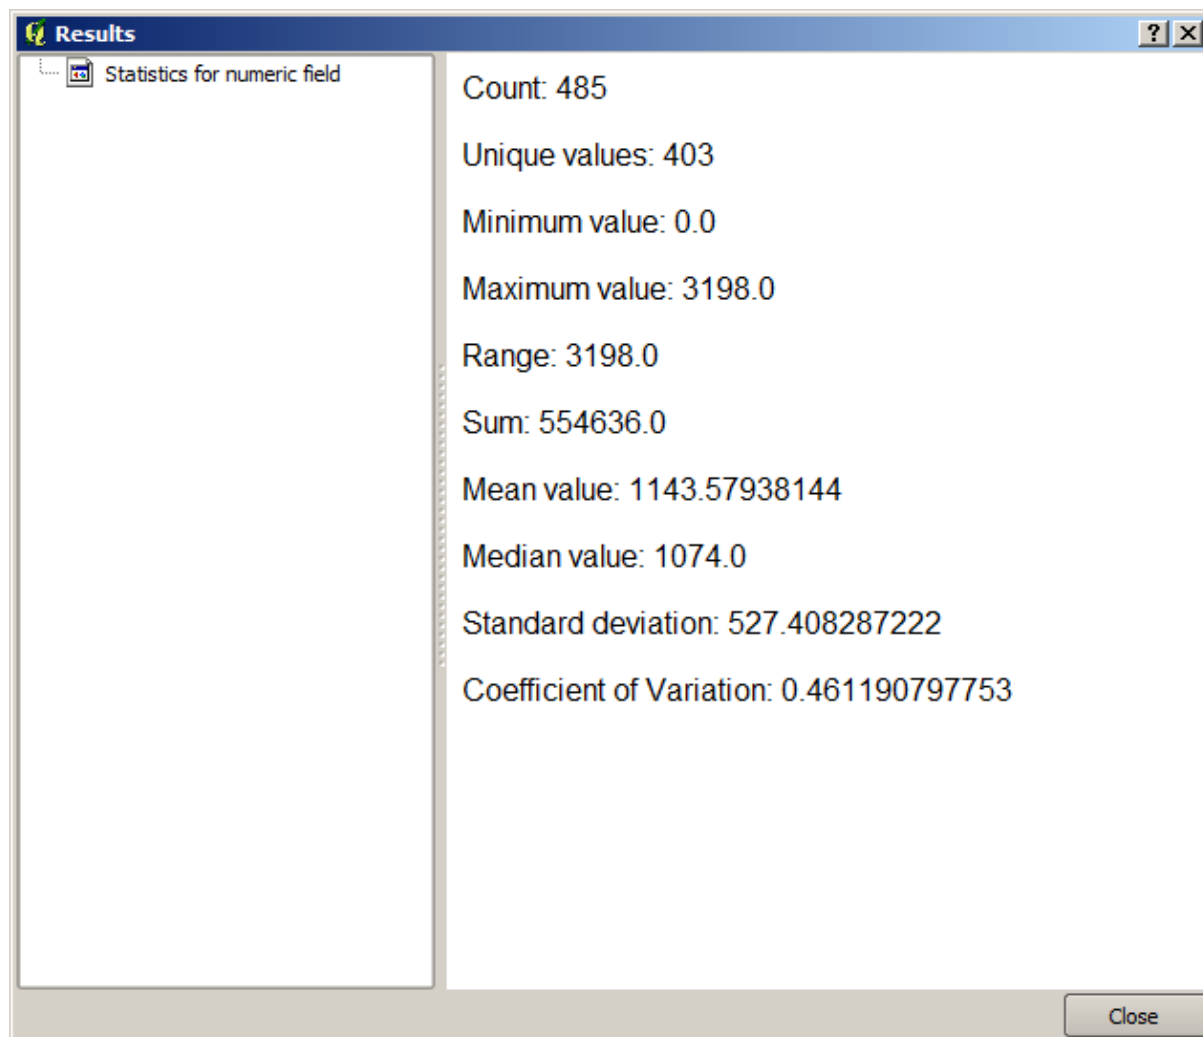 Results
Statistics for numeric field
Count: 485
Unique values: 403
Minimum value: 0.0
Maximum value: 3198.0
Range: 3198.0
Sum: 554636.0
Mean value: 1143.57938144
Median value: 1074.0
Standard deviation: 527.408287222
Coefficient of Variation: 0.461190797753
Close